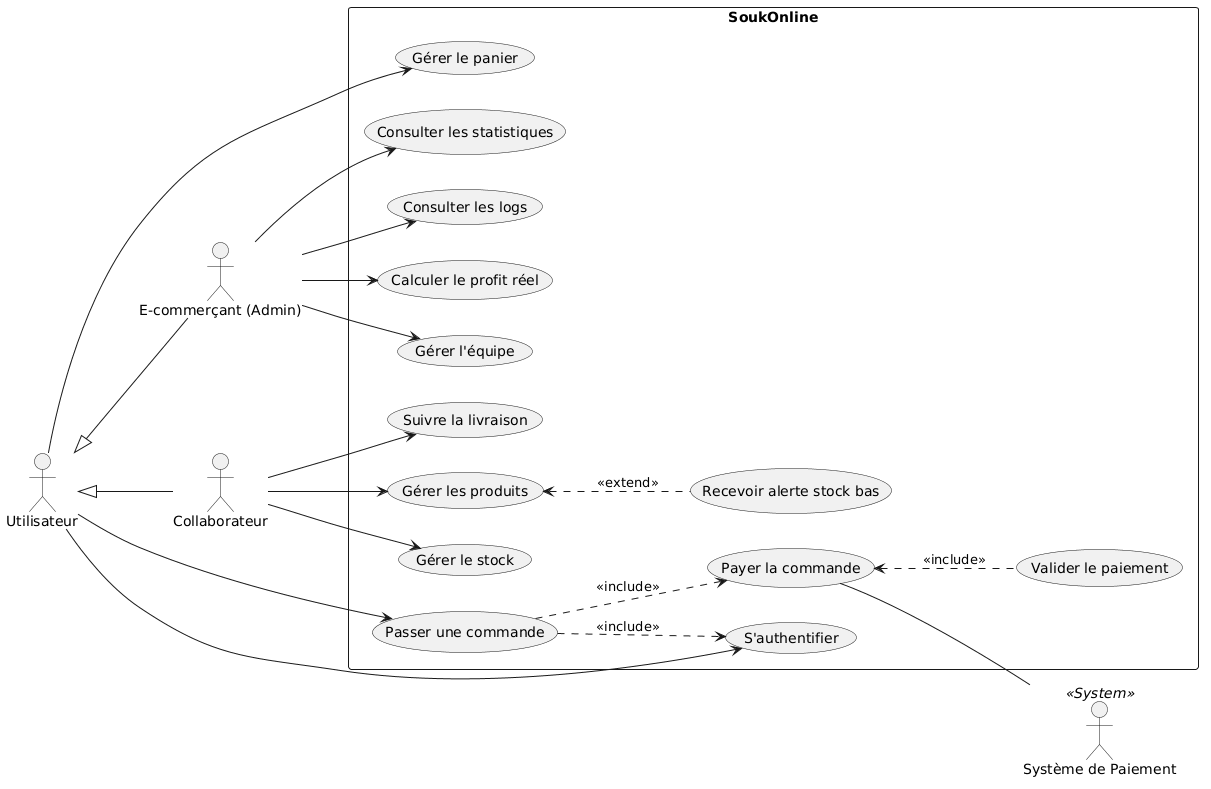 SoukOnline
Gérer le panier
Consulter les statistiques
Consulter les logs
E-commerçant (Admin)
Calculer le profit réel
Gérer l'équipe
Suivre la livraison
Utilisateur
Collaborateur
Gérer les produits
«extend»
Recevoir alerte stock bas
Gérer le stock
«include»
Payer la commande
«include»
Valider le paiement
Passer une commande
«include»
S'authentifier
«System»
Système de Paiement